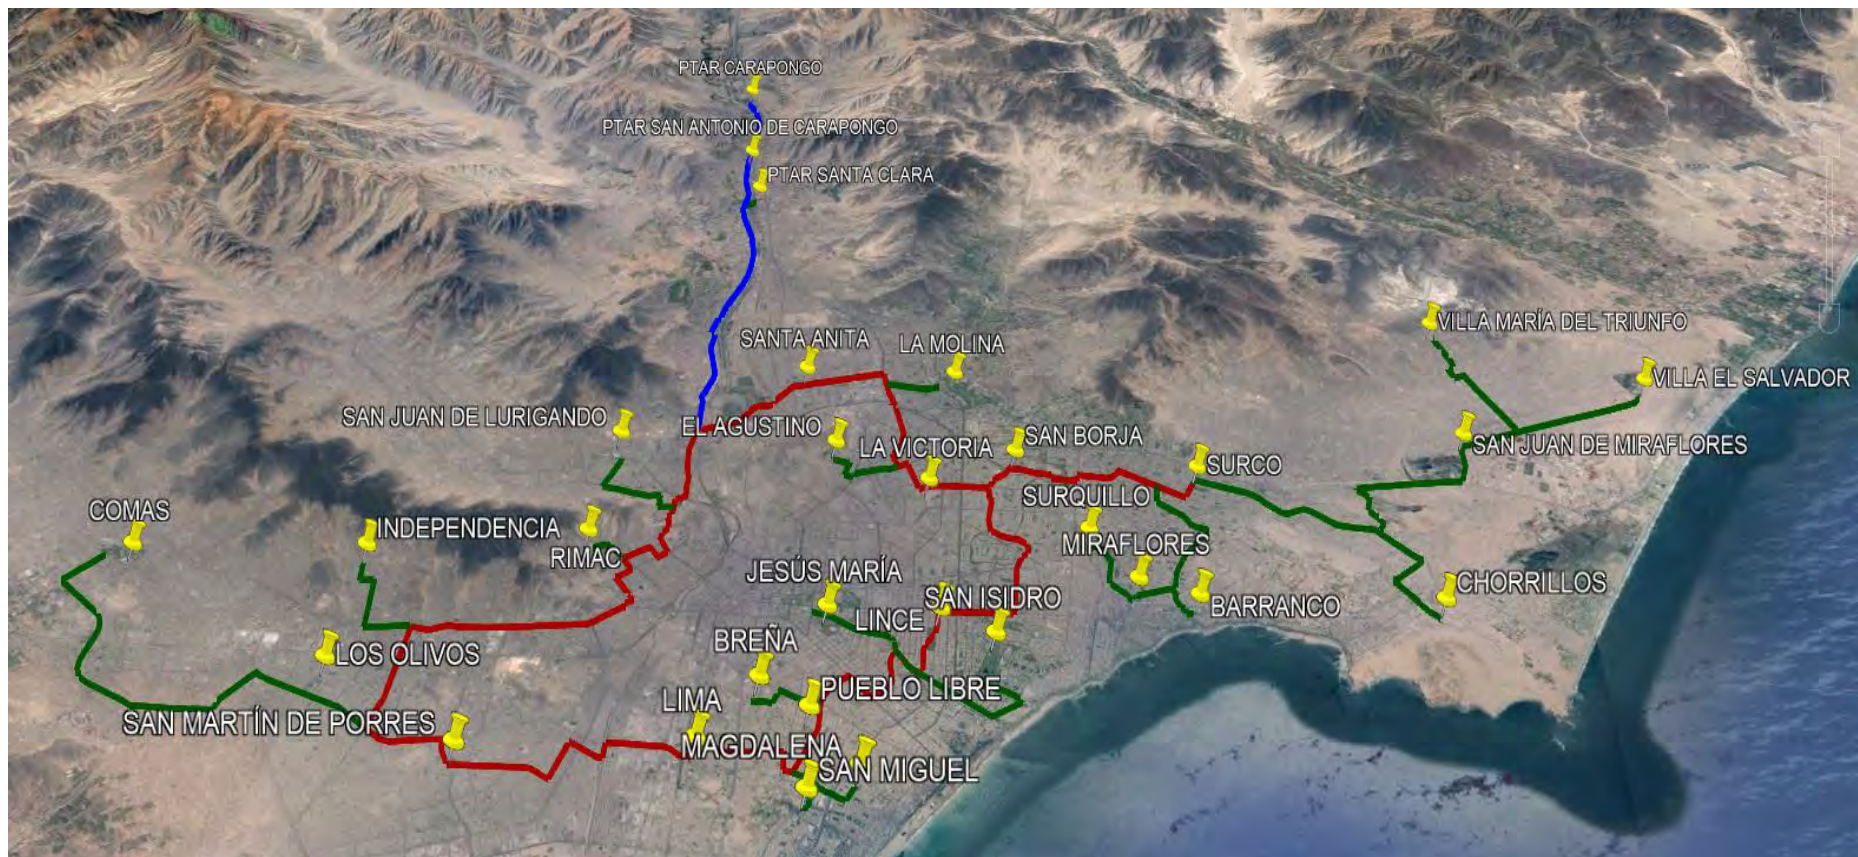 PTAR CARAPONGO
PTAR SAN ANTONIO DE CARAPONGO
PTAR SANTA CLARA
VILLA MARÍA DEL TRIUNFO
SANTA ANITA
LA MOLINA
VILLA EL SALVADOR
SAN JUAN DE LURIGANDO
EL AGUSTINO
LA VICTORIA
SAN BORJA
SAN JUAN DE MIRAFLORES
SURCO
SURQUILLO
COMAS
INDEPENDENCIA
RIMAC
MIRAFLORES
JESÚS MARÍA
CHORRILLOS
SAN ISIDRO
BARRANCO
LINCE
BREÑA
LOS OLIVOS
PUEBLO LIBRE
LIMA
SAN MARTÍN DE PORRES
MAGDALENA
SAN MIGUEL